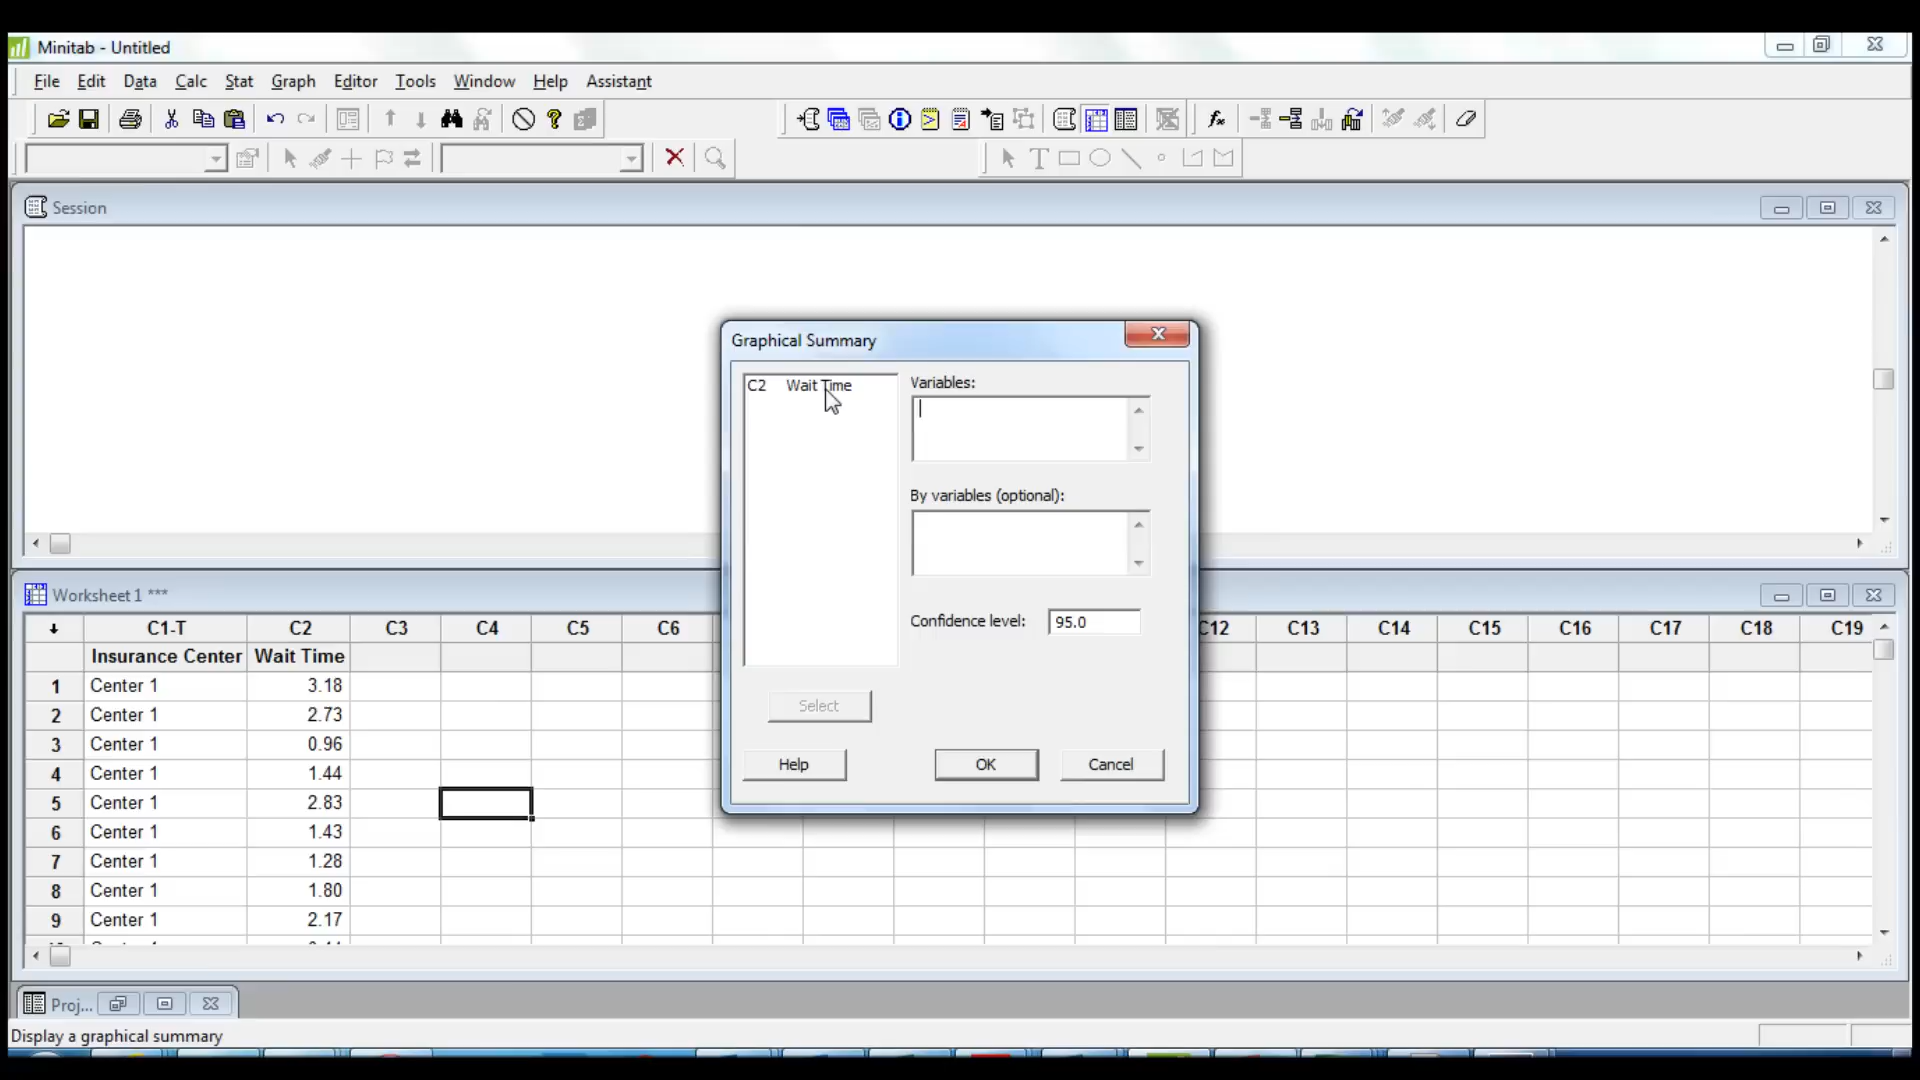 Minitab - Untitled
File Edit Data Calc Stat Graph Editor Tools Window Help Assistant
Session
Graphical Summary
C2 Wait Time
Variables:
By variables (optional):
Confidence level: 95.0
Select
Help OK Cancel
Worksheet 1 ***
C1-T C2 C3 C4 C5 C6 C12 C13 C14 C15 C16 C17 C18 C19
Insurance Center Wait Time
1 Center 1 3.18
2 Center 1 2.73
3 Center 1 0.96
4 Center 1 1.44
5 Center 1 2.83
6 Center 1 1.43
7 Center 1 1.28
8 Center 1 1.80
9 Center 1 2.17
Proj...
Display a graphical summary